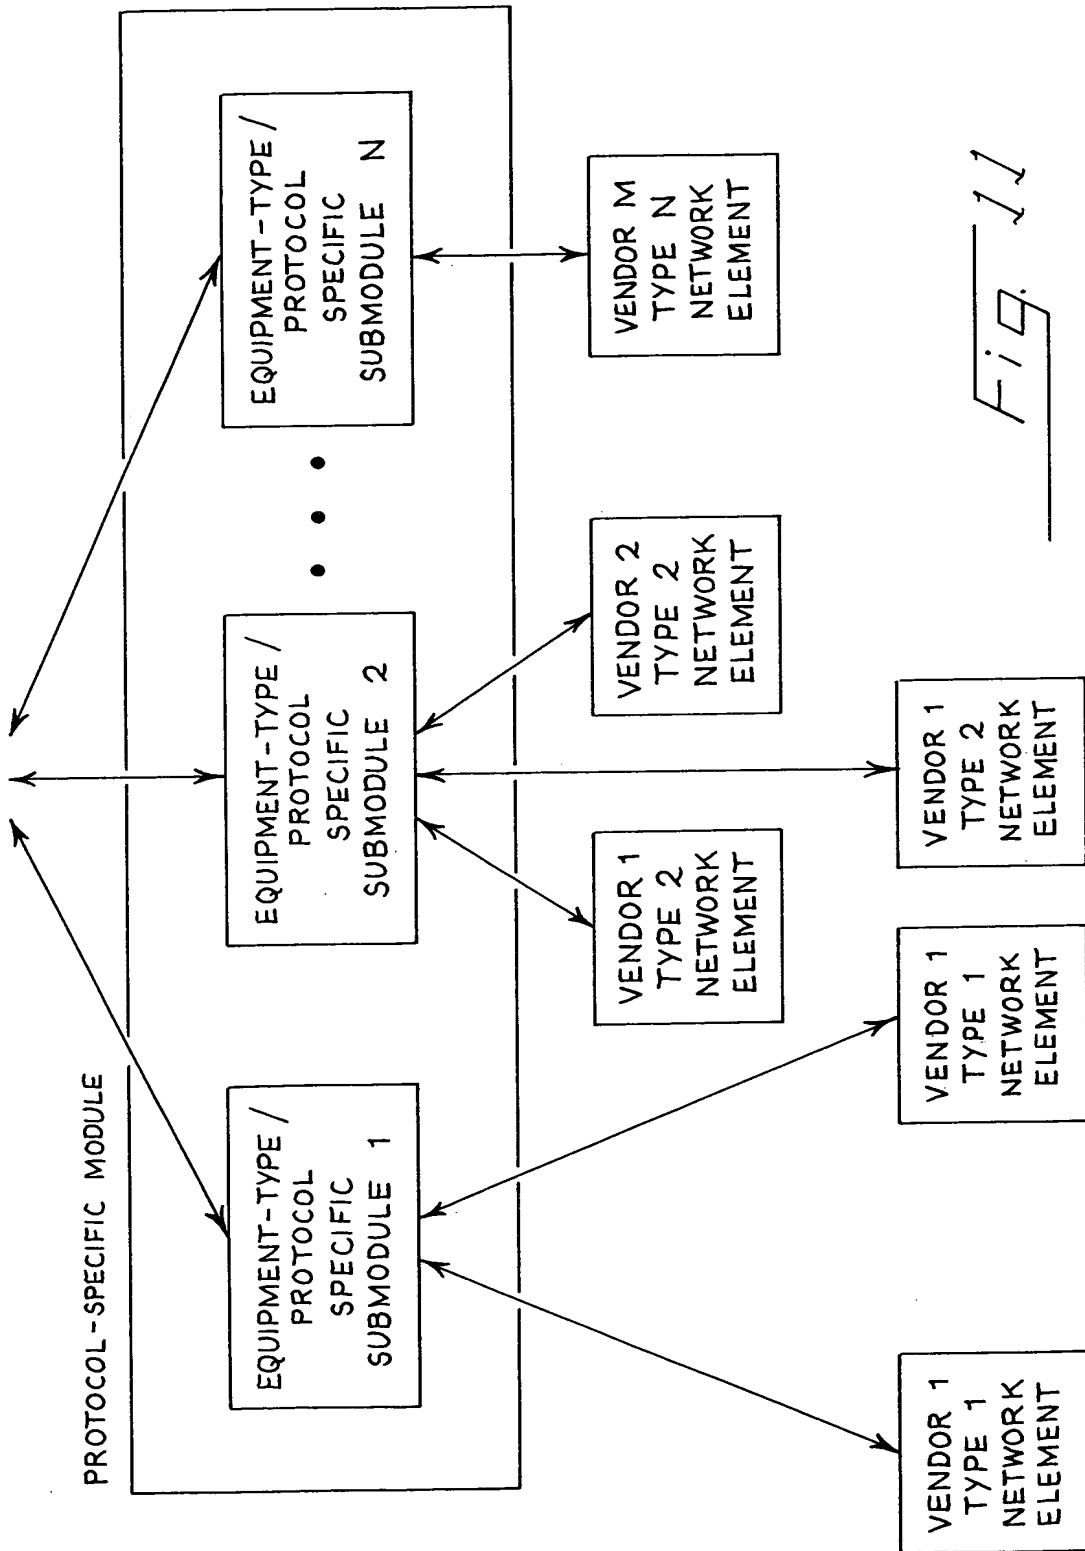 PROTOCOL-SPECIFIC MODULE
EQUIPMENT-TYPE/
PROTOCOL
SPECIFIC
SUBMODULE 1
EQUIPMENT-TYPE/
PROTOCOL
SPECIFIC
SUBMODULE 2
EQUIPMENT-TYPE/
PROTOCOL
SPECIFIC
SUBMODULE N
VENDOR 1
TYPE 2
NETWORK
ELEMENT
VENDOR 2
TYPE 2
NETWORK
ELEMENT
VENDOR M
TYPE N
NETWORK
ELEMENT
VENDOR 1
TYPE 1
NETWORK
ELEMENT
VENDOR 1
TYPE 1
NETWORK
ELEMENT
VENDOR 1
TYPE 2
NETWORK
ELEMENT
Fig. 11